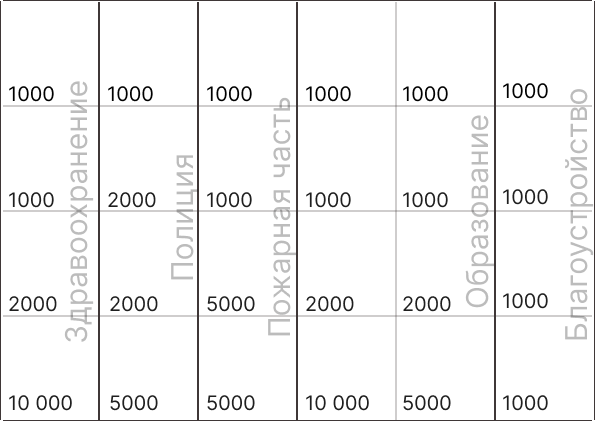 1000 1000 1000 1000 1000 1000
1000 2000 1000 1000 1000 1000
2000 2000 5000 2000 2000 1000
10 000 5000 5000 10 000 5000 1000
Здравоохранение
Полиция
Пожарная часть
Образование
Благоустройство